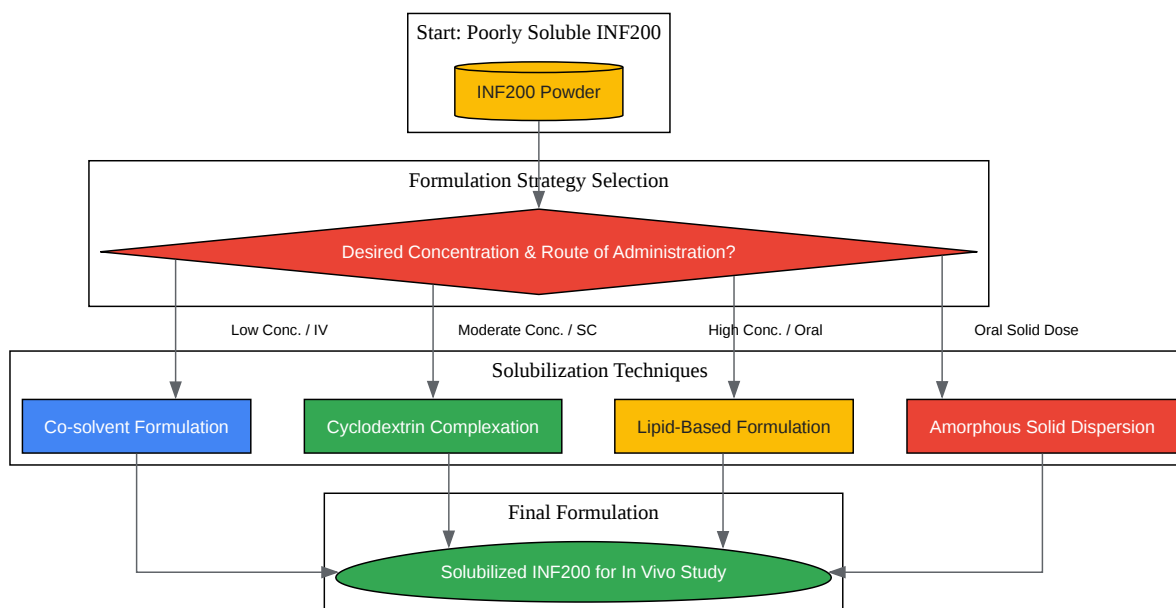 Start: Poorly Soluble INF200
INF200 Powder
Formulation Strategy Selection
Desired Concentration & Route of Administration?
Low Conc. / IV
Moderate Conc. / SC
High Conc. / Oral
Oral Solid Dose
Solubilization Techniques
Co-solvent Formulation
Cyclodextrin Complexation
Lipid-Based Formulation
Amorphous Solid Dispersion
Final Formulation
Solubilized INF200 for In Vivo Study